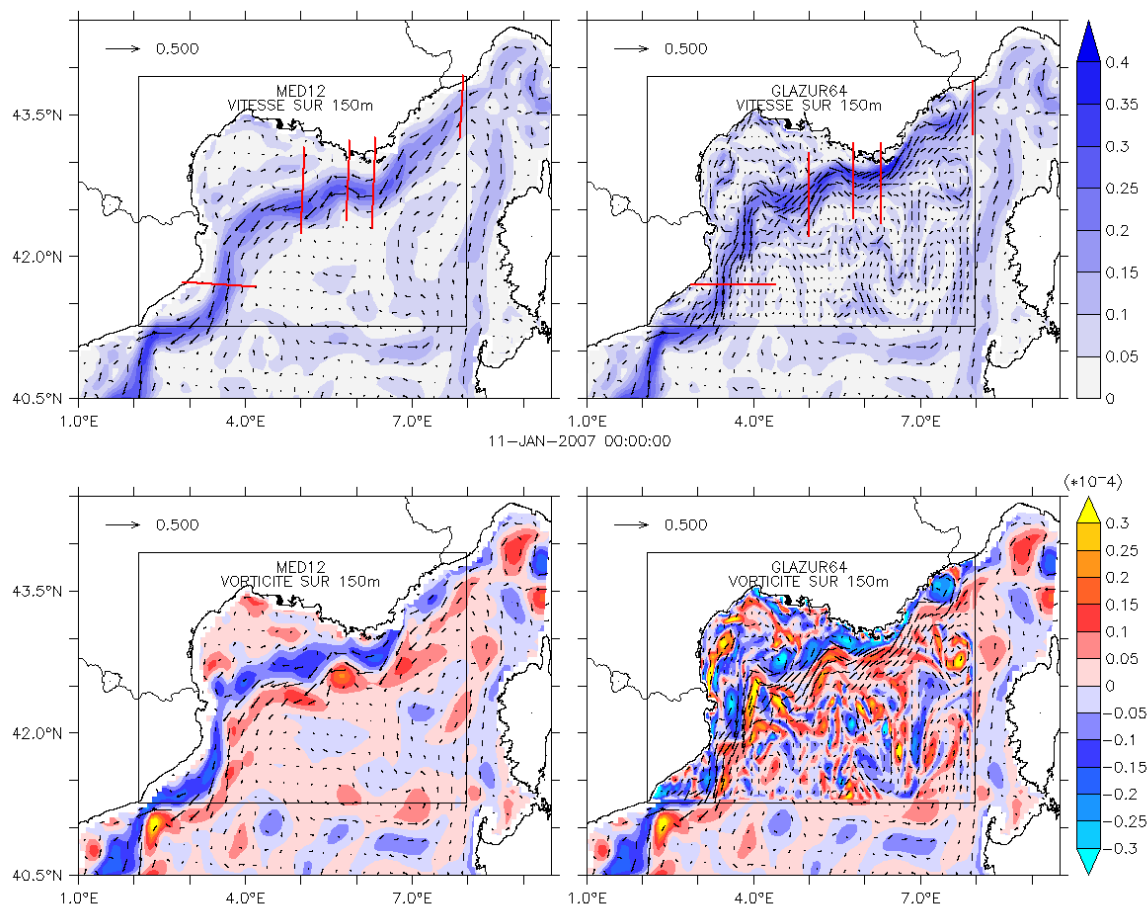 0.500
0.500
MED12
VITESSE SUR 150m
GLAZUR64
VITESSE SUR 150m
43.5°N
42.0°N
40.5°N
0.4
0.35
0.3
0.25
0.2
0.15
0.1
0.05
0
1.0°E 4.0°E 7.0°E
1.0°E 4.0°E 7.0°E
11-JAN-2007 00:00:00
(*10⁻⁴)
0.500
0.500
MED12
VORTICITE SUR 150m
GLAZUR64
VORTICITE SUR 150m
43.5°N
42.0°N
40.5°N
0.3
0.25
0.2
0.15
0.1
0.05
0
-0.05
-0.1
-0.15
-0.2
-0.25
-0.3
1.0°E 4.0°E 7.0°E
1.0°E 4.0°E 7.0°E